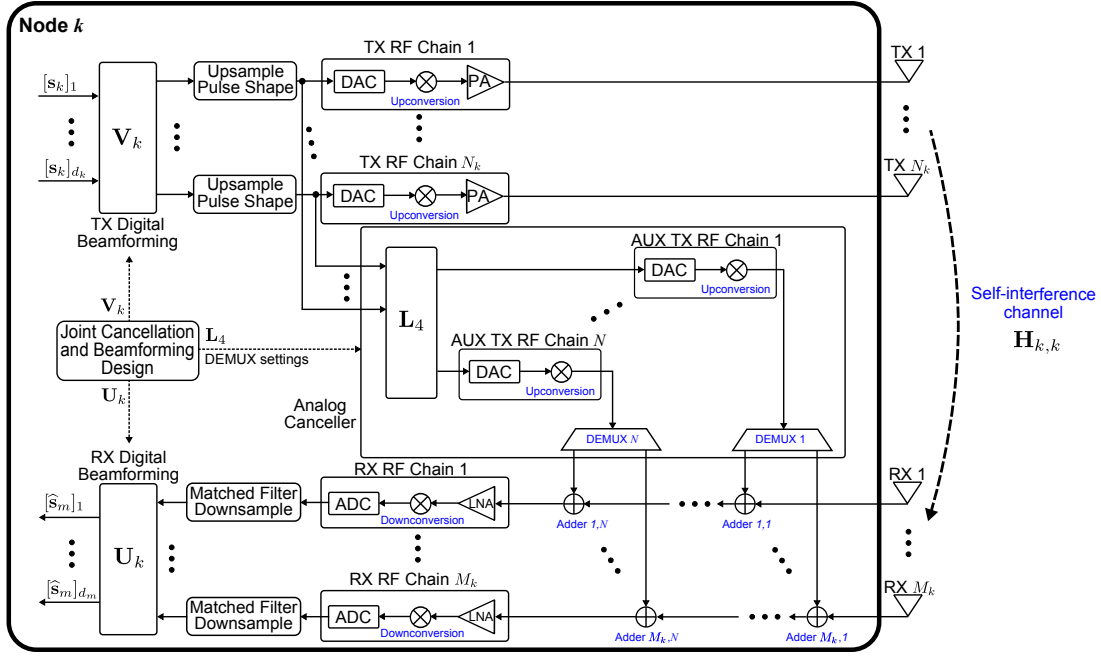 Node k
TX RF Chain 1
TX 1
[s_k]_1
Upsample
Pulse Shape
DAC
PA
Upconversion
V_k
TX RF Chain N_k
TX N_k
[s_k]_{d_k}
Upsample
Pulse Shape
DAC
PA
Upconversion
TX Digital
Beamforming
AUX TX RF Chain 1
DAC
Upconversion
Self-interference
channel
H_{k,k}
V_k
L_4
Joint Cancellation
and Beamforming
Design
L_4
DEMUX settings
AUX TX RF Chain N
DAC
Upconversion
U_k
Analog
Canceller
DEMUX N
DEMUX 1
RX Digital
Beamforming
RX RF Chain 1
RX 1
[ŝ_m]_1
Matched Filter
Downsample
ADC
LNA
Downconversion
Adder 1,N
Adder 1,1
U_k
RX RF Chain M_k
RX M_k
[ŝ_m]_{d_m}
Matched Filter
Downsample
ADC
LNA
Downconversion
Adder M_k,N
Adder M_k,1